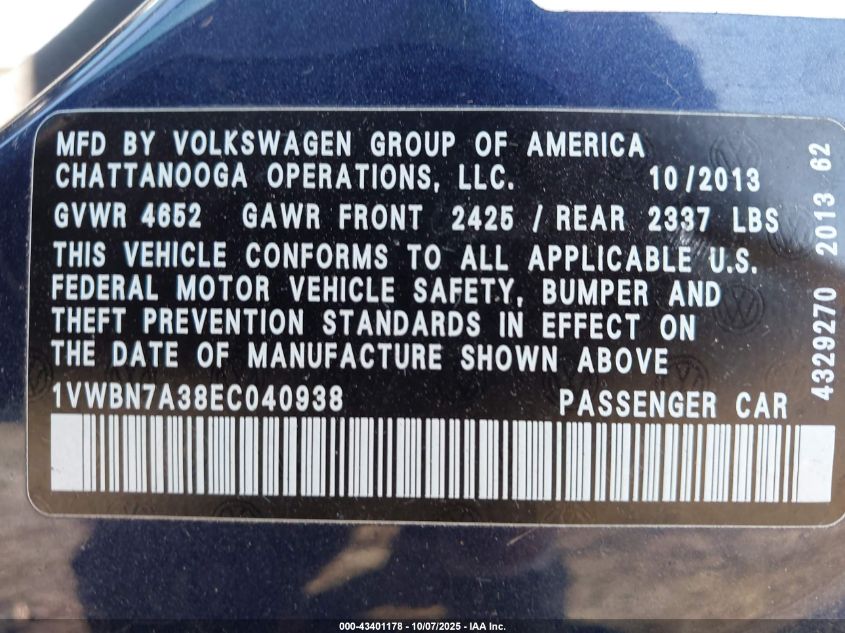 MFD BY VOLKSWAGEN GROUP OF AMERICA
CHATTANOOGA OPERATIONS, LLC. 10/2013
GVWR 4652 GAWR FRONT 2425 / REAR 2337 LBS
THIS VEHICLE CONFORMS TO ALL APPLICABLE U.S.
FEDERAL MOTOR VEHICLE SAFETY, BUMPER AND
THEFT PREVENTION STANDARDS IN EFFECT ON
THE DATE OF MANUFACTURE SHOWN ABOVE
1VWBN7A38EC040938 PASSENGER CAR
4329270 2013 62
000-43401178 - 10/07/2025 - IAA Inc.